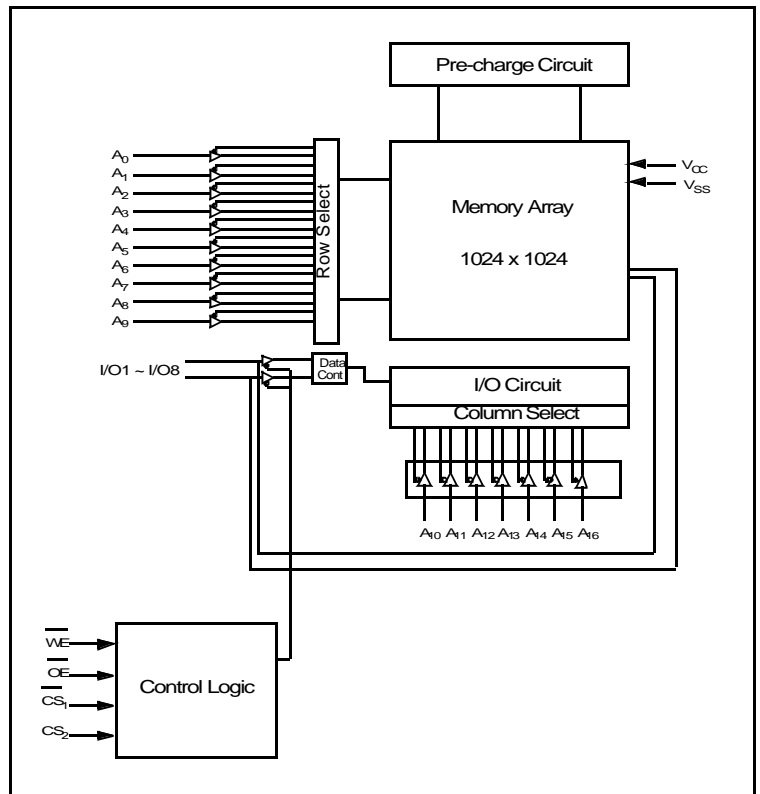 Pre-charge Circuit
A0
A1
A2
A3
A4
A5
A6
A7
A8
A9
Row Select
Memory Array
1024 x 1024
VCC
VSS
I/O1 ~ I/O8
Data
Cont
I/O Circuit
Column Select
A10 A11 A12 A13 A14 A15 A16
WE
OE
CS1
CS2
Control Logic